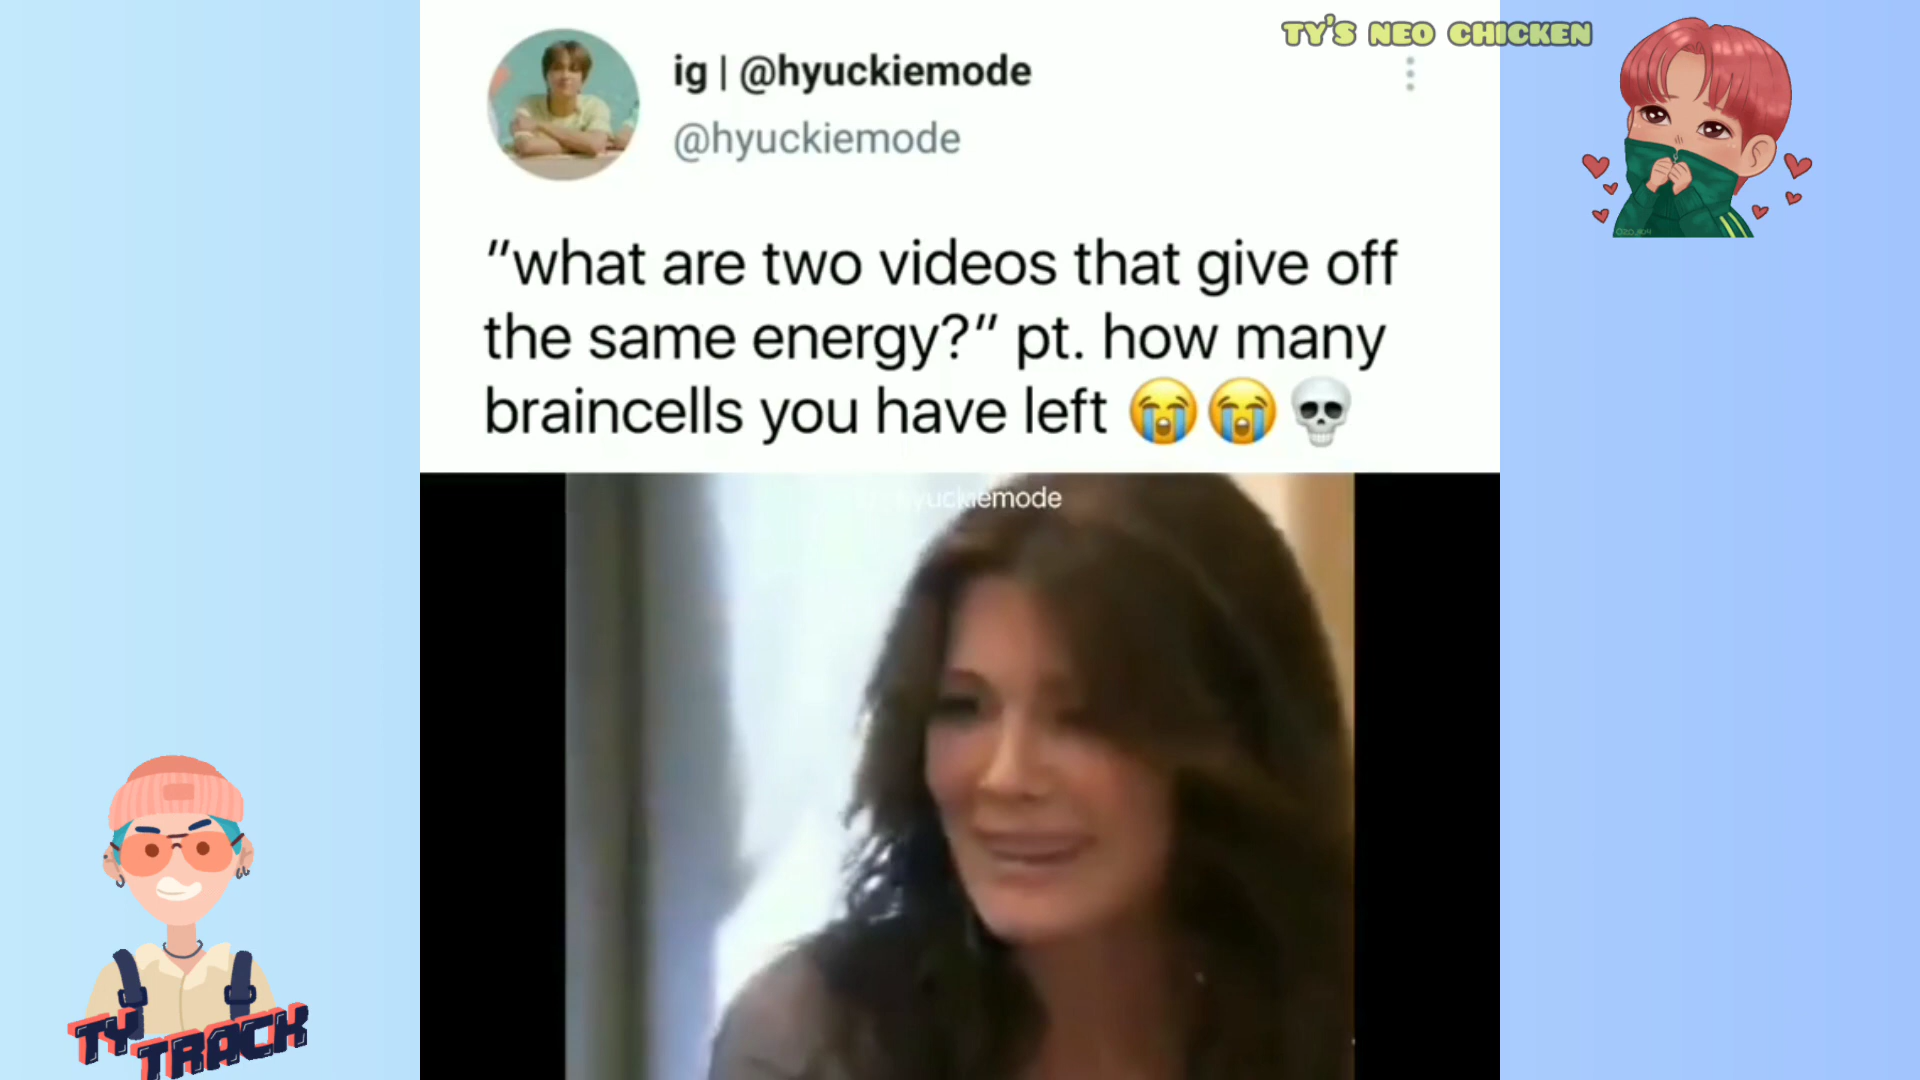 TY'S NEO CHICKEN
ig | @hyuckiemode
@hyuckiemode
"what are two videos that give off
the same energy?" pt. how many
braincells you have left 😭😭💀
yuckiemode
TY
TRACK